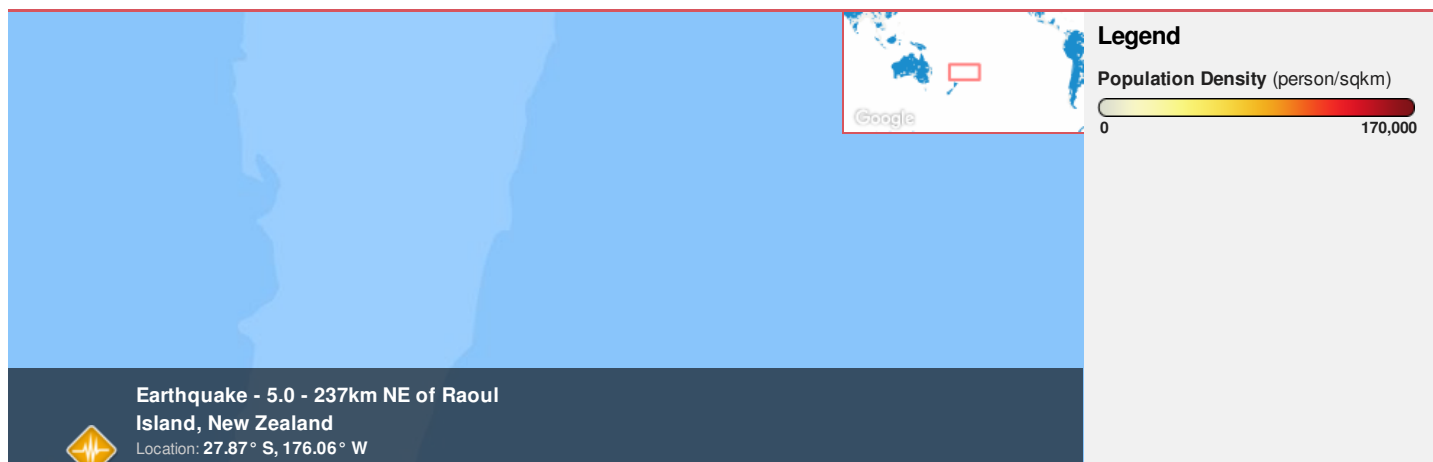 Google
Legend
Population Density (person/sqkm)
0 170,000
Earthquake - 5.0 - 237km NE of Raoul
Island, New Zealand
Location: 27.87° S, 176.06° W